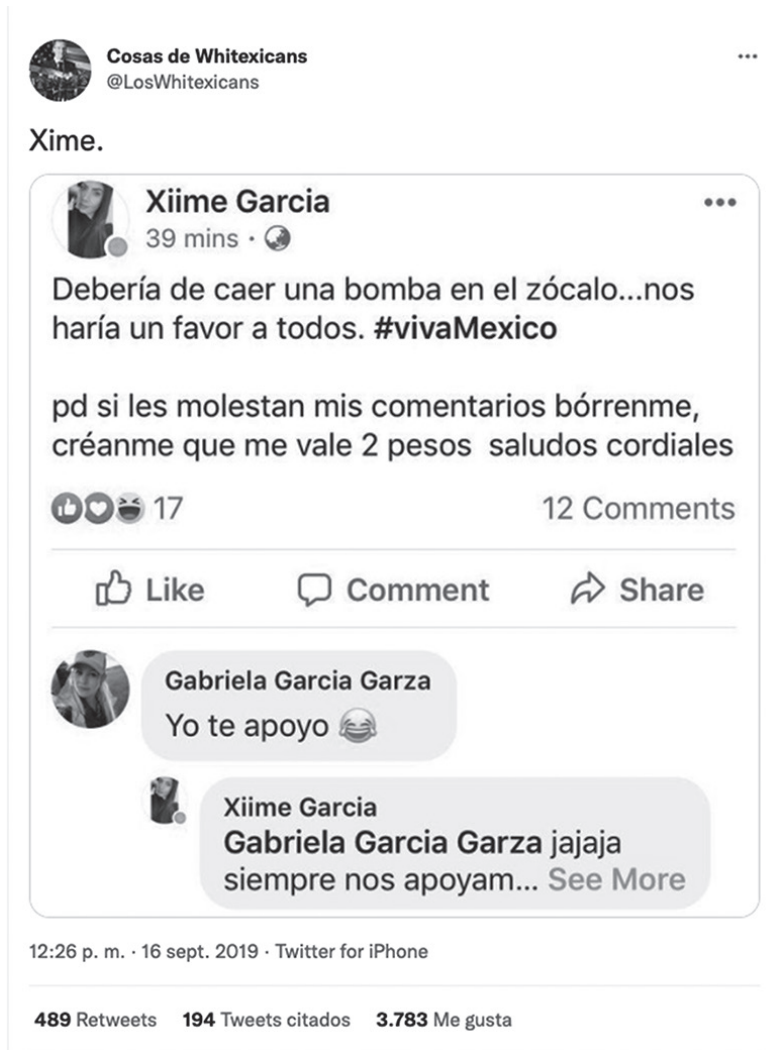 Cosas de Whitexicans
@LosWhitexicans
Xime.
Xiime Garcia
39 mins ·
Debería de caer una bomba en el zócalo...nos
haría un favor a todos. #vivaMexico
pd si les molestan mis comentarios bórrenme,
créanme que me vale 2 pesos saludos cordiales
17 12 Comments
Like Comment Share
Gabriela Garcia Garza
Yo te apoyo
Xiime Garcia
Gabriela Garcia Garza jajaja
siempre nos apoyam... See More
12:26 p. m. · 16 sept. 2019 · Twitter for iPhone
489 Retweets 194 Tweets citados 3.783 Me gusta